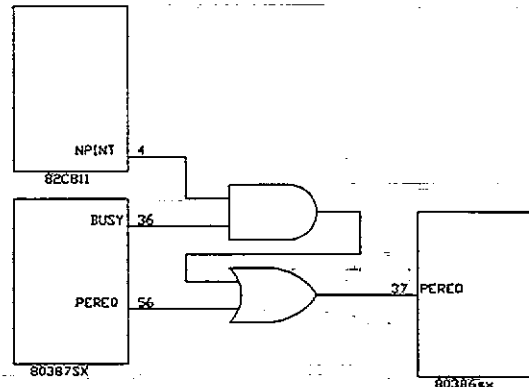 NPINT 4
82C811
BUSY 36
PEREQ 56
80387SX
37 PEREQ
80386sx